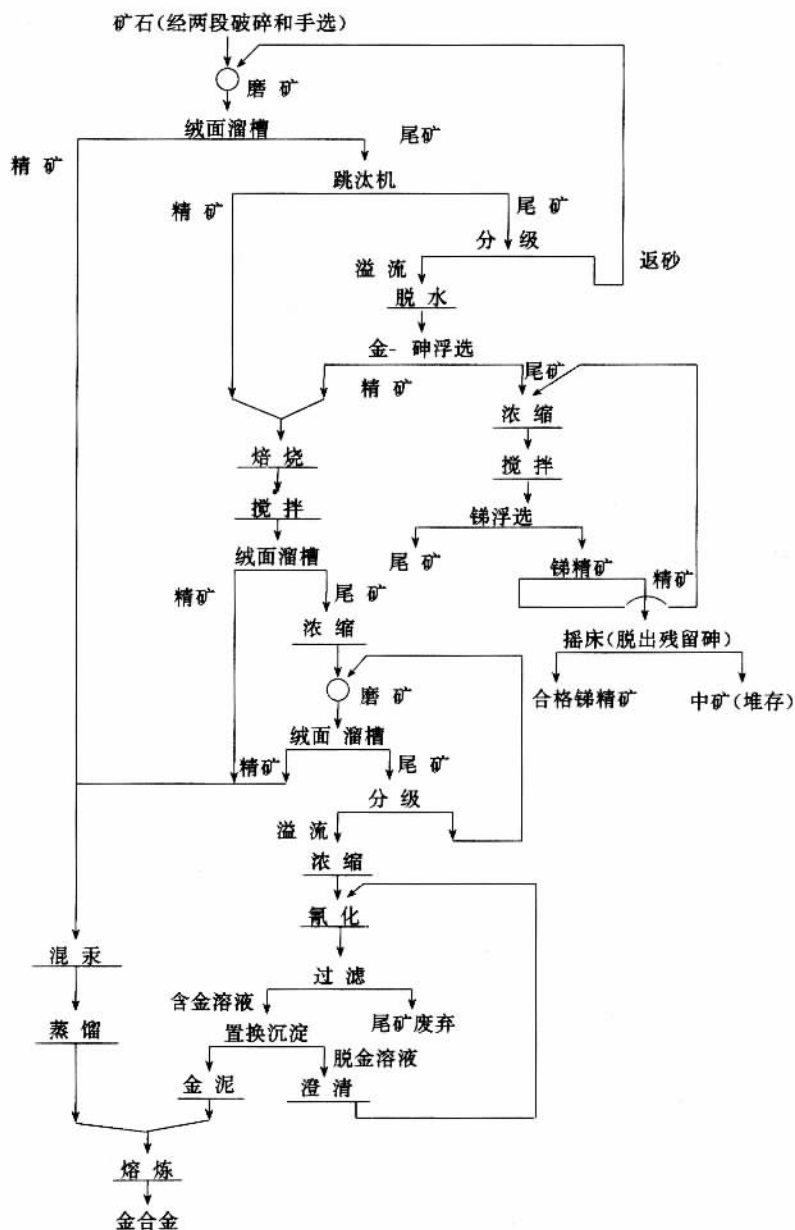 矿石(经两段破碎和手选)
磨 矿
绒面溜槽
精 矿
尾矿
跳汰机
精 矿
尾 矿
分 级
溢 流
返砂
脱 水
金- 砷浮选
精 矿
尾矿
浓 缩
焙 烧
搅 拌
搅 拌
锑浮选
尾 矿
绒面溜槽
锑精矿
精矿
精矿
尾 矿
浓 缩
摇床(脱出残留砷)
磨 矿
合格锑精矿
中矿(堆存)
绒面 溜槽
精矿
尾 矿
分 级
溢 流
浓 缩
氰 化
混 汞
过 滤
含金溶液
尾矿废弃
蒸 馏
置换沉淀
脱金溶液
金 泥
澄 清
熔 炼
金合金